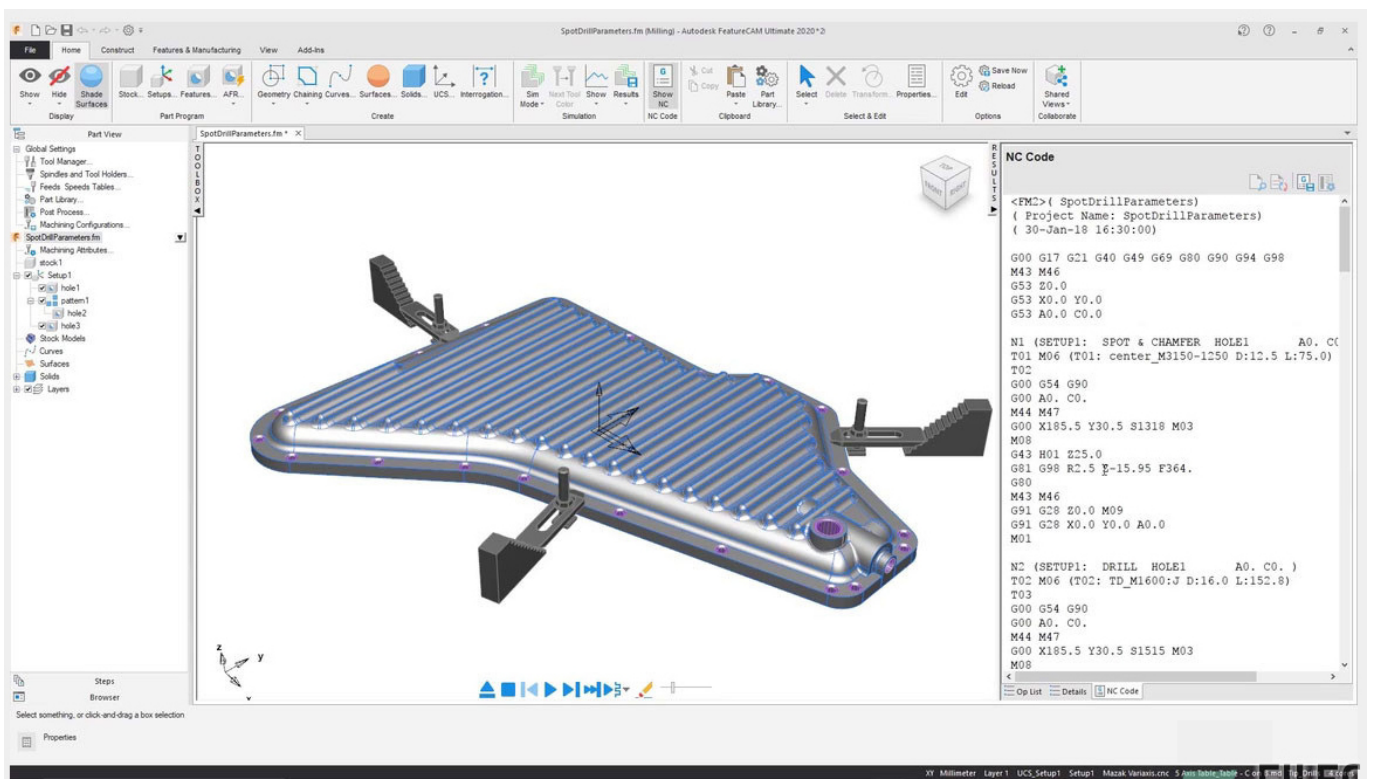 SpotDrillParameters.fm (Milling) - Autodesk FeatureCAM Ultimate 2020*2
File Home Construct Features & Manufacturing View Add-Ins
Save Now
Cut
Reload
Copy
Show Hide Shade Surfaces Stock... Setups... Features... AFR... Geometry Chaining Curves... Surfaces... Solids... UCS... Interrogation... Sim Mode Next Tool Color Show Results Show NC Paste Part Library... Select Delete Transform... Properties... Edit Shared Views
Display Part Program Create Simulation NC Code Clipboard Select & Edit Options Collaborate
Part View
SpotDrillParameters.fm *
Global Settings
Tool Manager...
Spindles and Tool Holders...
Feeds Speeds Tables...
Part Library...
Post Process...
Machining Configurations...
SpotDrillParameters.fm
Machining Attributes...
stock1
Setup1
hole1
pattern1
hole2
hole3
Stock Models
Curves
Surfaces
Solids
Layers
Steps
Browser
TOOLBOX
TOP
FRONT RIGHT
z
y
RESULTS
NC Code
<FM2>( SpotDrillParameters)
( Project Name: SpotDrillParameters)
( 30-Jan-18 16:30:00)
G00 G17 G21 G40 G49 G69 G80 G90 G94 G98
M43 M46
G53 Z0.0
G53 X0.0 Y0.0
G53 A0.0 C0.0
N1 (SETUP1: SPOT & CHAMFER HOLE1 A0. C0
T01 M06 (T01: center_M3150-1250 D:12.5 L:75.0)
T02
G00 G54 G90
G00 A0. C0.
M44 M47
G00 X185.5 Y30.5 S1318 M03
M08
G43 H01 Z25.0
G81 G98 R2.5 Z-15.95 F364.
G80
M43 M46
G91 G28 Z0.0 M09
G91 G28 X0.0 Y0.0 A0.0
M01
N2 (SETUP1: DRILL HOLE1 A0. C0. )
T02 M06 (T02: TD_M1600:J D:16.0 L:152.8)
T03
G00 G54 G90
G00 A0. C0.
M44 M47
G00 X185.5 Y30.5 S1515 M03
M08
Op List Details NC Code
Select something, or click-and-drag a box selection
Properties
XY Millimeter Layer 1 UCS_Setup1 Setup1 Mazak Variaxis.cnc 5 Axis Table_Table